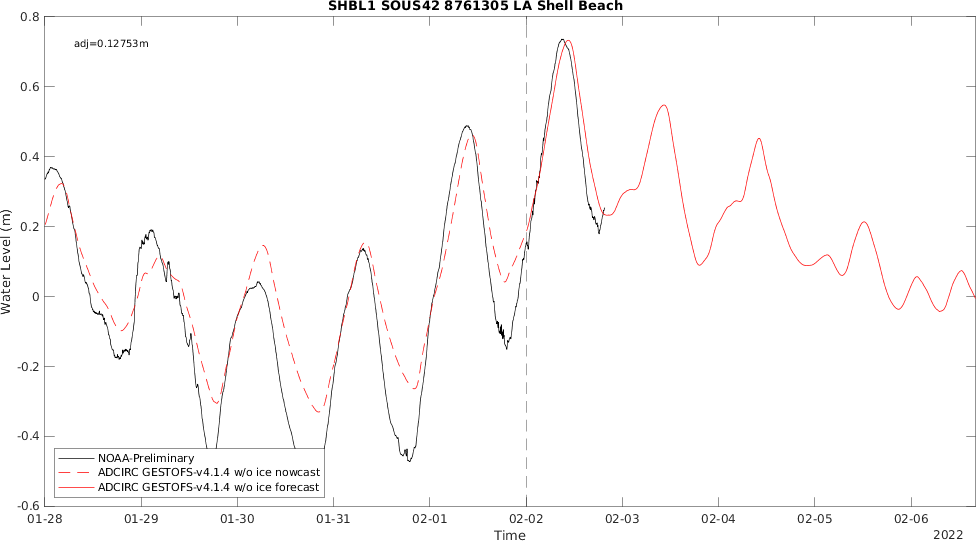 SHBL1 SOUS42 8761305 LA Shell Beach
adj=0.12753m
0.8
0.6
0.4
0.2
0
-0.2
-0.4
-0.6
Water Level (m)
NOAA-Preliminary
ADCIRC GESTOFS-v4.1.4 w/o ice nowcast
ADCIRC GESTOFS-v4.1.4 w/o ice forecast
01-28 01-29 01-30 01-31 02-01 02-02 02-03 02-04 02-05 02-06
Time
2022